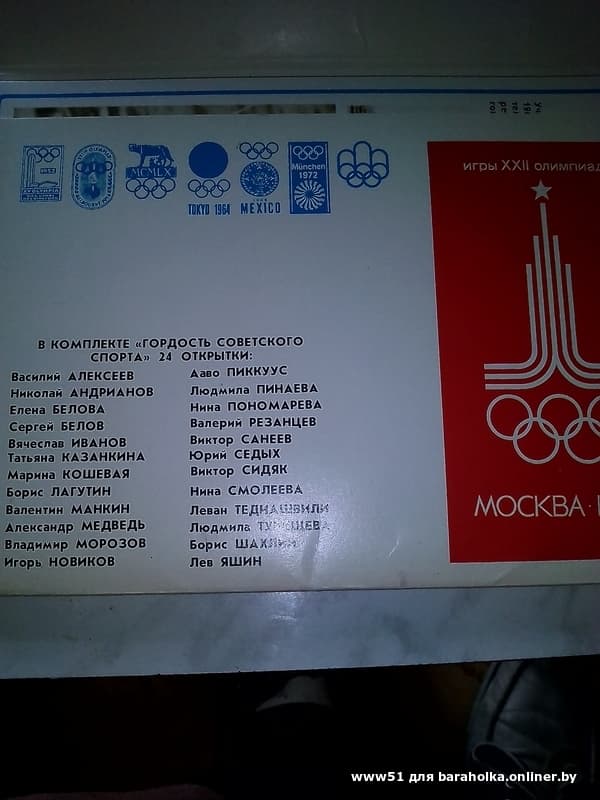 MCMLX
TOKYO 1964
MEXICO
München
1972
игры XXII олимпиад
МОСКВА
В КОМПЛЕКТЕ «ГОРДОСТЬ СОВЕТСКОГО
СПОРТА» 24 ОТКРЫТКИ:
Василий АЛЕКСЕЕВ
Николай АНДРИАНОВ
Елена БЕЛОВА
Сергей БЕЛОВ
Вячеслав ИВАНОВ
Татьяна КАЗАНКИНА
Марина КОШЕВАЯ
Борис ЛАГУТИН
Валентин МАНКИН
Александр МЕДВЕДЬ
Владимир МОРОЗОВ
Игорь НОВИКОВ
Ааво ПИККУУС
Людмила ПИНАЕВА
Нина ПОНОМАРЕВА
Валерий РЕЗАНЦЕВ
Виктор САНЕЕВ
Юрий СЕДЫХ
Виктор СИДЯК
Нина СМОЛЕЕВА
Леван ТЕДИАШВИЛИ
Людмила ТУРИЩЕВА
Борис ШАХЛИН
Лев ЯШИН
www51 для baraholka.onliner.by